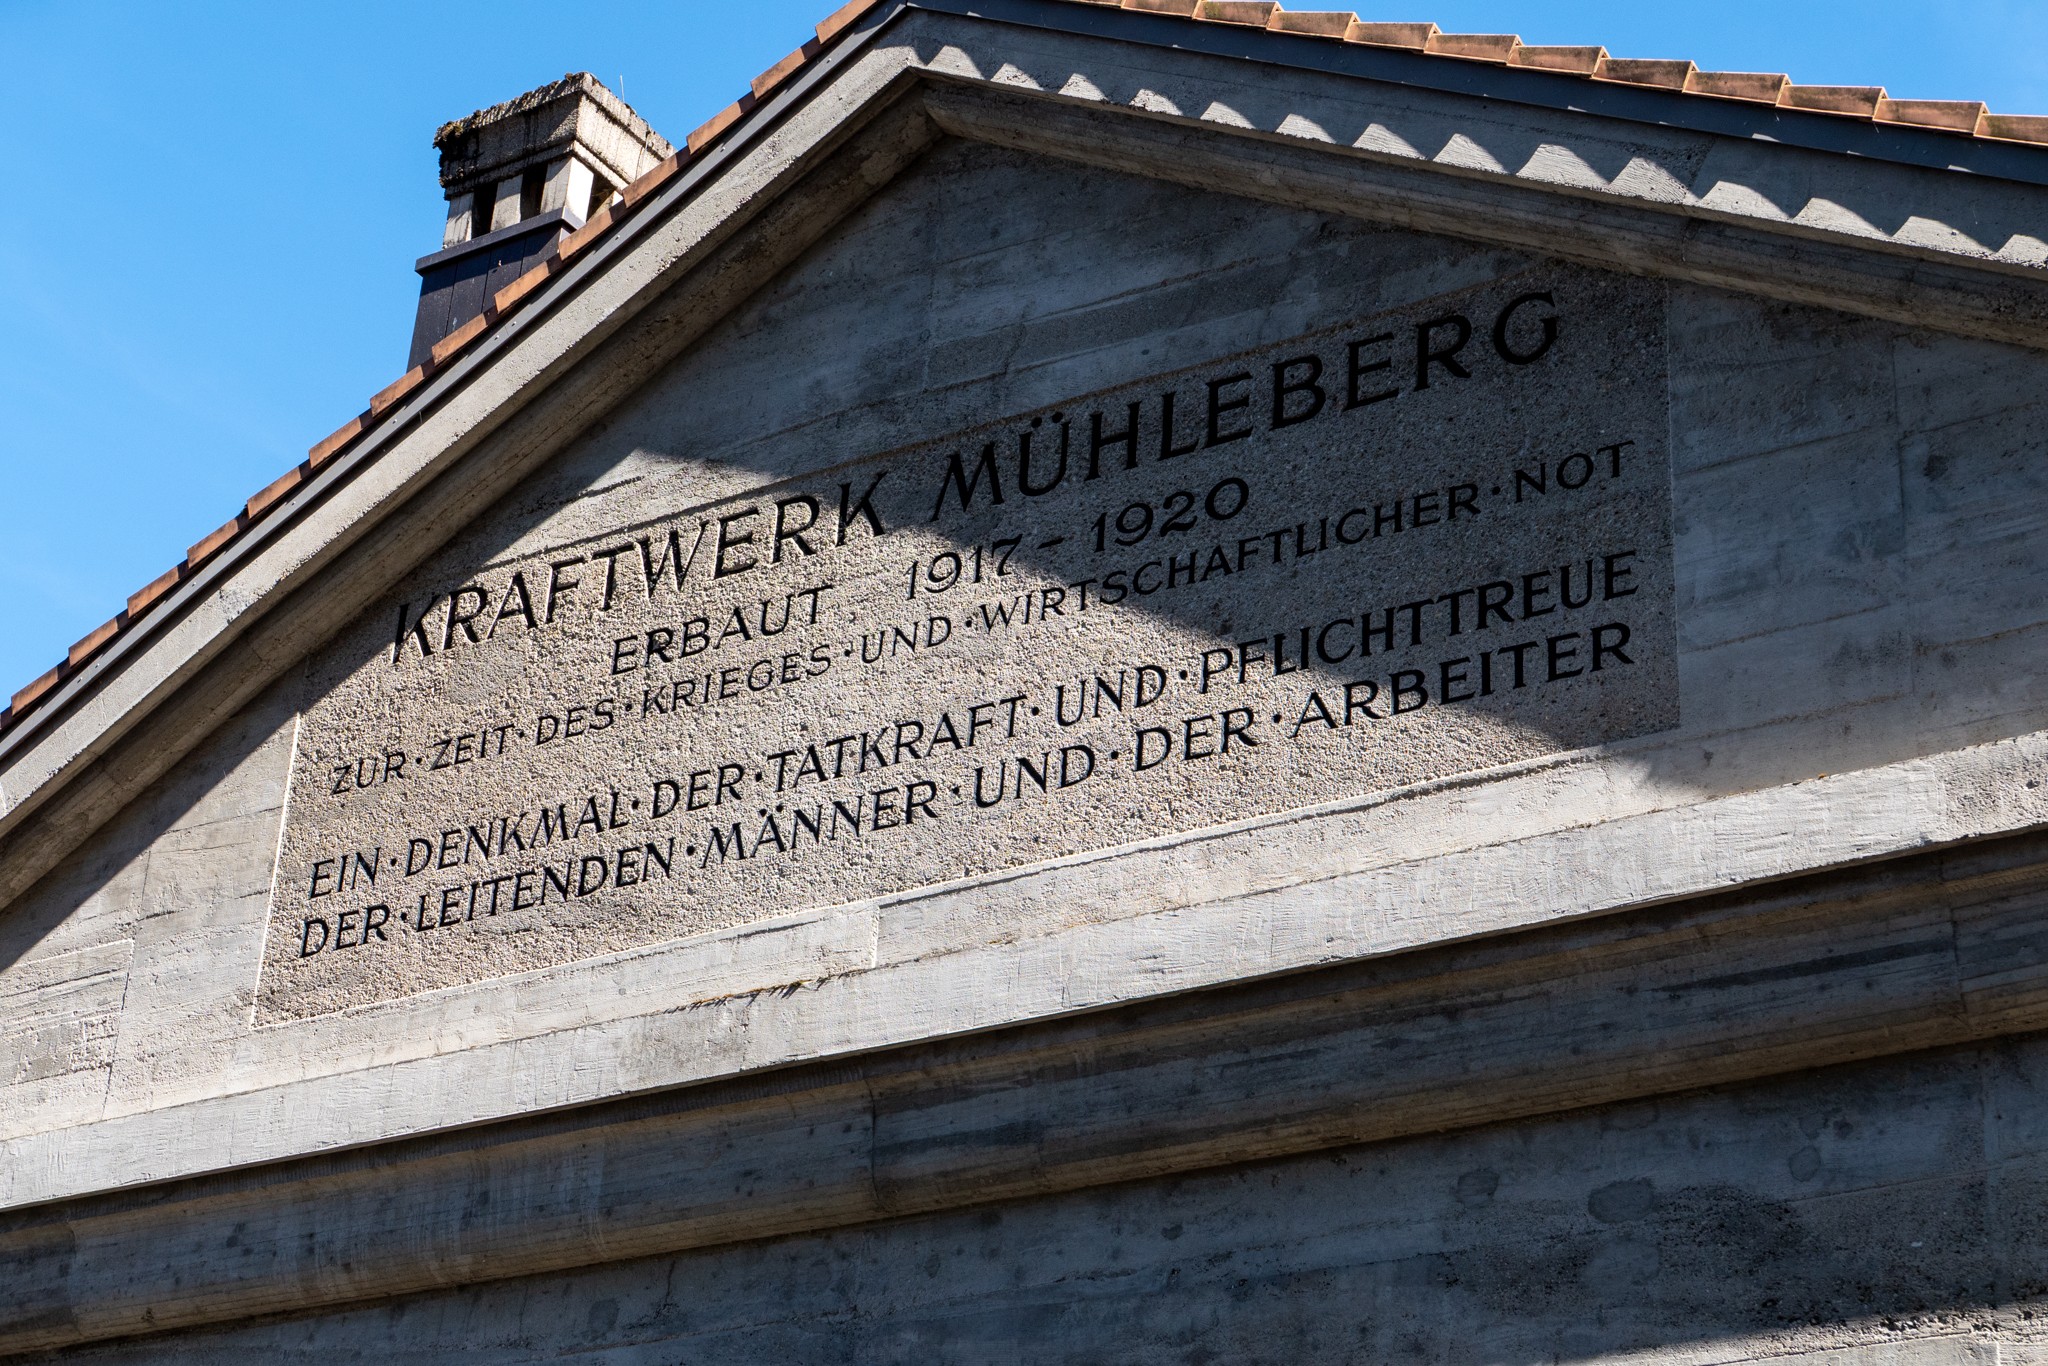 KRAFTWERK MÜHLEBERG
ERBAUT 1917 - 1920
ZUR·ZEIT·DES·KRIEGES·UND·WIRTSCHAFTLICHER·NOT
EIN·DENKMAL·DER·TATKRAFT·UND·PFLICHTTREUE
DER·LEITENDEN·MÄNNER·UND·DER·ARBEITER